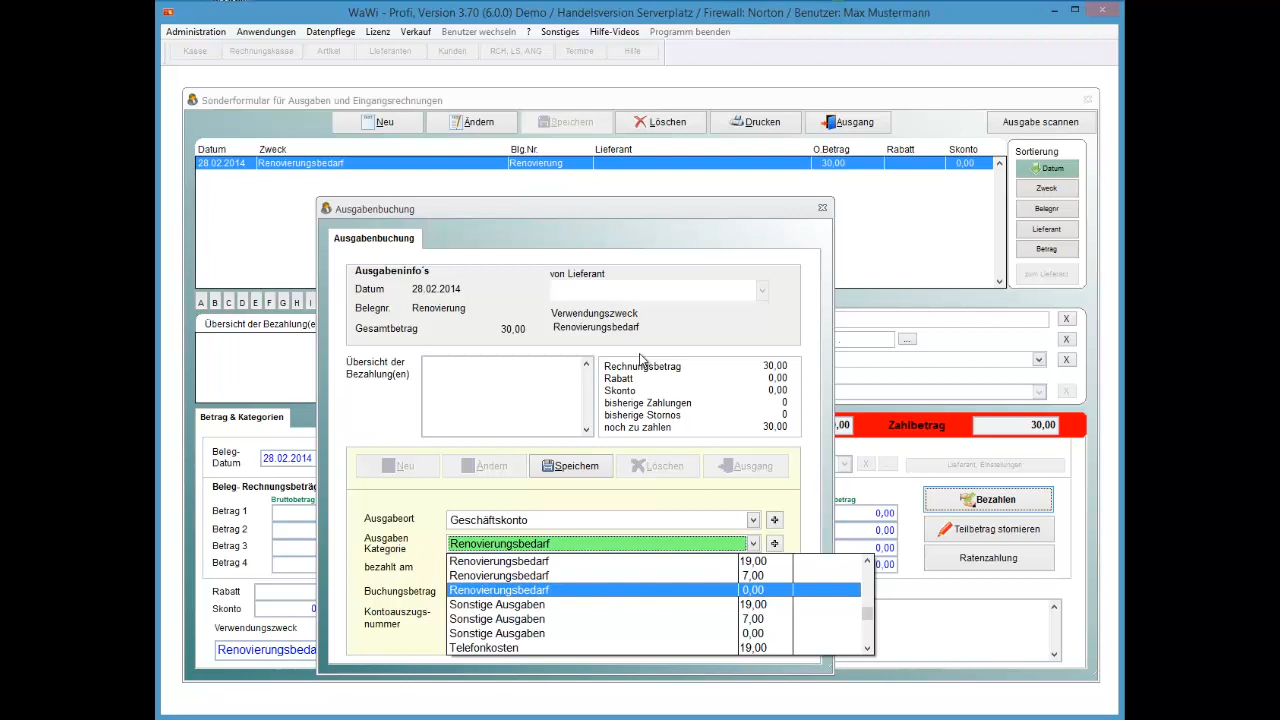 WaWi - Profi, Version 3.70 (6.0.0) Demo / Handelsversion Serverplatz / Firewall: Norton / Benutzer: Max Mustermann
Administration Anwendungen Datenpflege Lizenz Verkauf Benutzer wechseln ? Sonstiges Hilfe-Videos Programm beenden
Kasse Rechnungskasse Artikel Lieferanten Kunden RCH, LS, ANG Termine Hilfe
Sonderformular für Ausgaben und Eingangsrechnungen
Neu Ändern Speichern Löschen Drucken Ausgang Ausgabe scannen
Datum Zweck Blg.Nr. Lieferant O.Betrag Rabatt Skonto
28.02.2014 Renovierungsbedarf Renovierung 30,00 0,00
Sortierung
Datum
Zweck
Belegnr
Lieferant
Betrag
zum Lieferant
A B C D E F G H I
Übersicht der Bezahlung(e
Ausgabenbuchung
Ausgabenbuchung
Ausgabeninfo´s
Datum 28.02.2014
Belegnr. Renovierung
Gesamtbetrag 30,00
von Lieferant
Verwendungszweck
Renovierungsbedarf
Übersicht der
Bezahlung(en)
Rechnungsbetrag 30,00
Rabatt 0,00
Skonto 0,00
bisherige Zahlungen 0
bisherige Stornos 0
noch zu zahlen 30,00
Neu Ändern Speichern Löschen Ausgang
Ausgabeort Geschäftskonto
Ausgaben
Kategorie Renovierungsbedarf
bezahlt am
Buchungsbetrag
Kontoauszugs-
nummer
Renovierungsbedarf 19,00
Renovierungsbedarf 7,00
Renovierungsbedarf 0,00
Sonstige Ausgaben 19,00
Sonstige Ausgaben 7,00
Sonstige Ausgaben 0,00
Telefonkosten 19,00
X
... X
X
X
Betrag & Kategorien
,00 Zahlbetrag 30,00
Beleg-
Datum 28.02.2014
X ... Lieferant, Einstellungen
Beleg- Rechnungsbeträg
Bruttobetrag
Betrag 1
Betrag 2
Betrag 3
Betrag 4
etrag
0,00
0,00
0,00
0,00
Bezahlen
Teilbetrag stornieren
Ratenzahlung
Rabatt
Skonto 0
Verwendungszweck
Renovierungsbeda